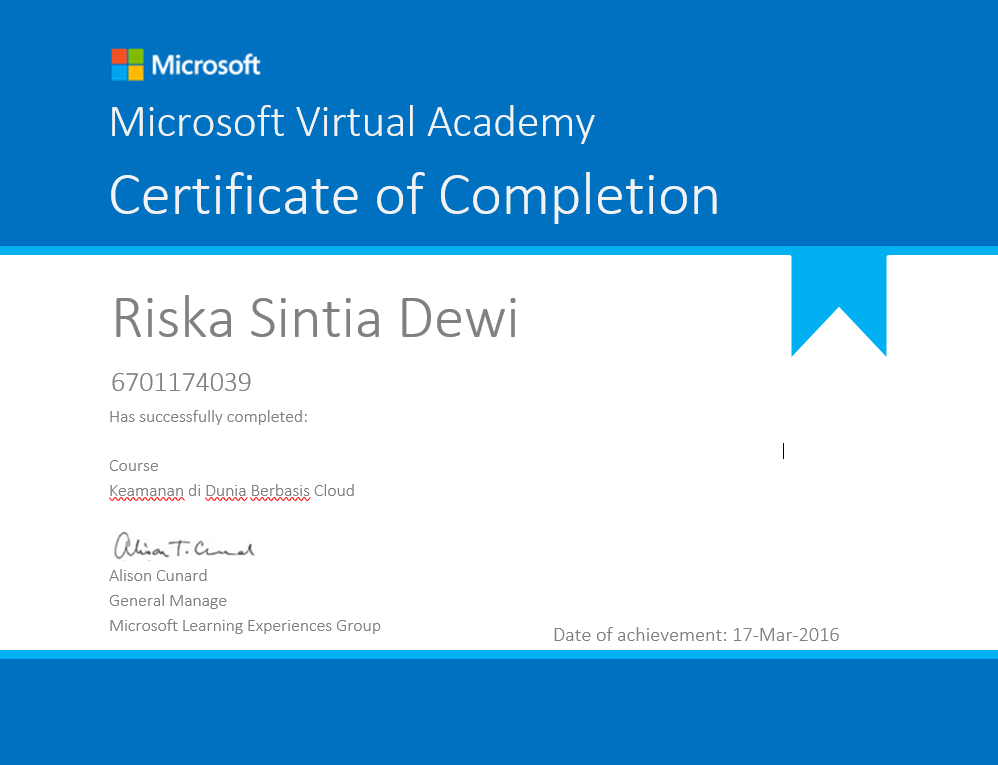 Microsoft
Microsoft Virtual Academy
Certificate of Completion
Riska Sintia Dewi
6701174039
Has successfully completed:
Course
Keamanan di Dunia Berbasis Cloud
Alison T. Cunard
Alison Cunard
General Manage
Microsoft Learning Experiences Group
Date of achievement: 17-Mar-2016